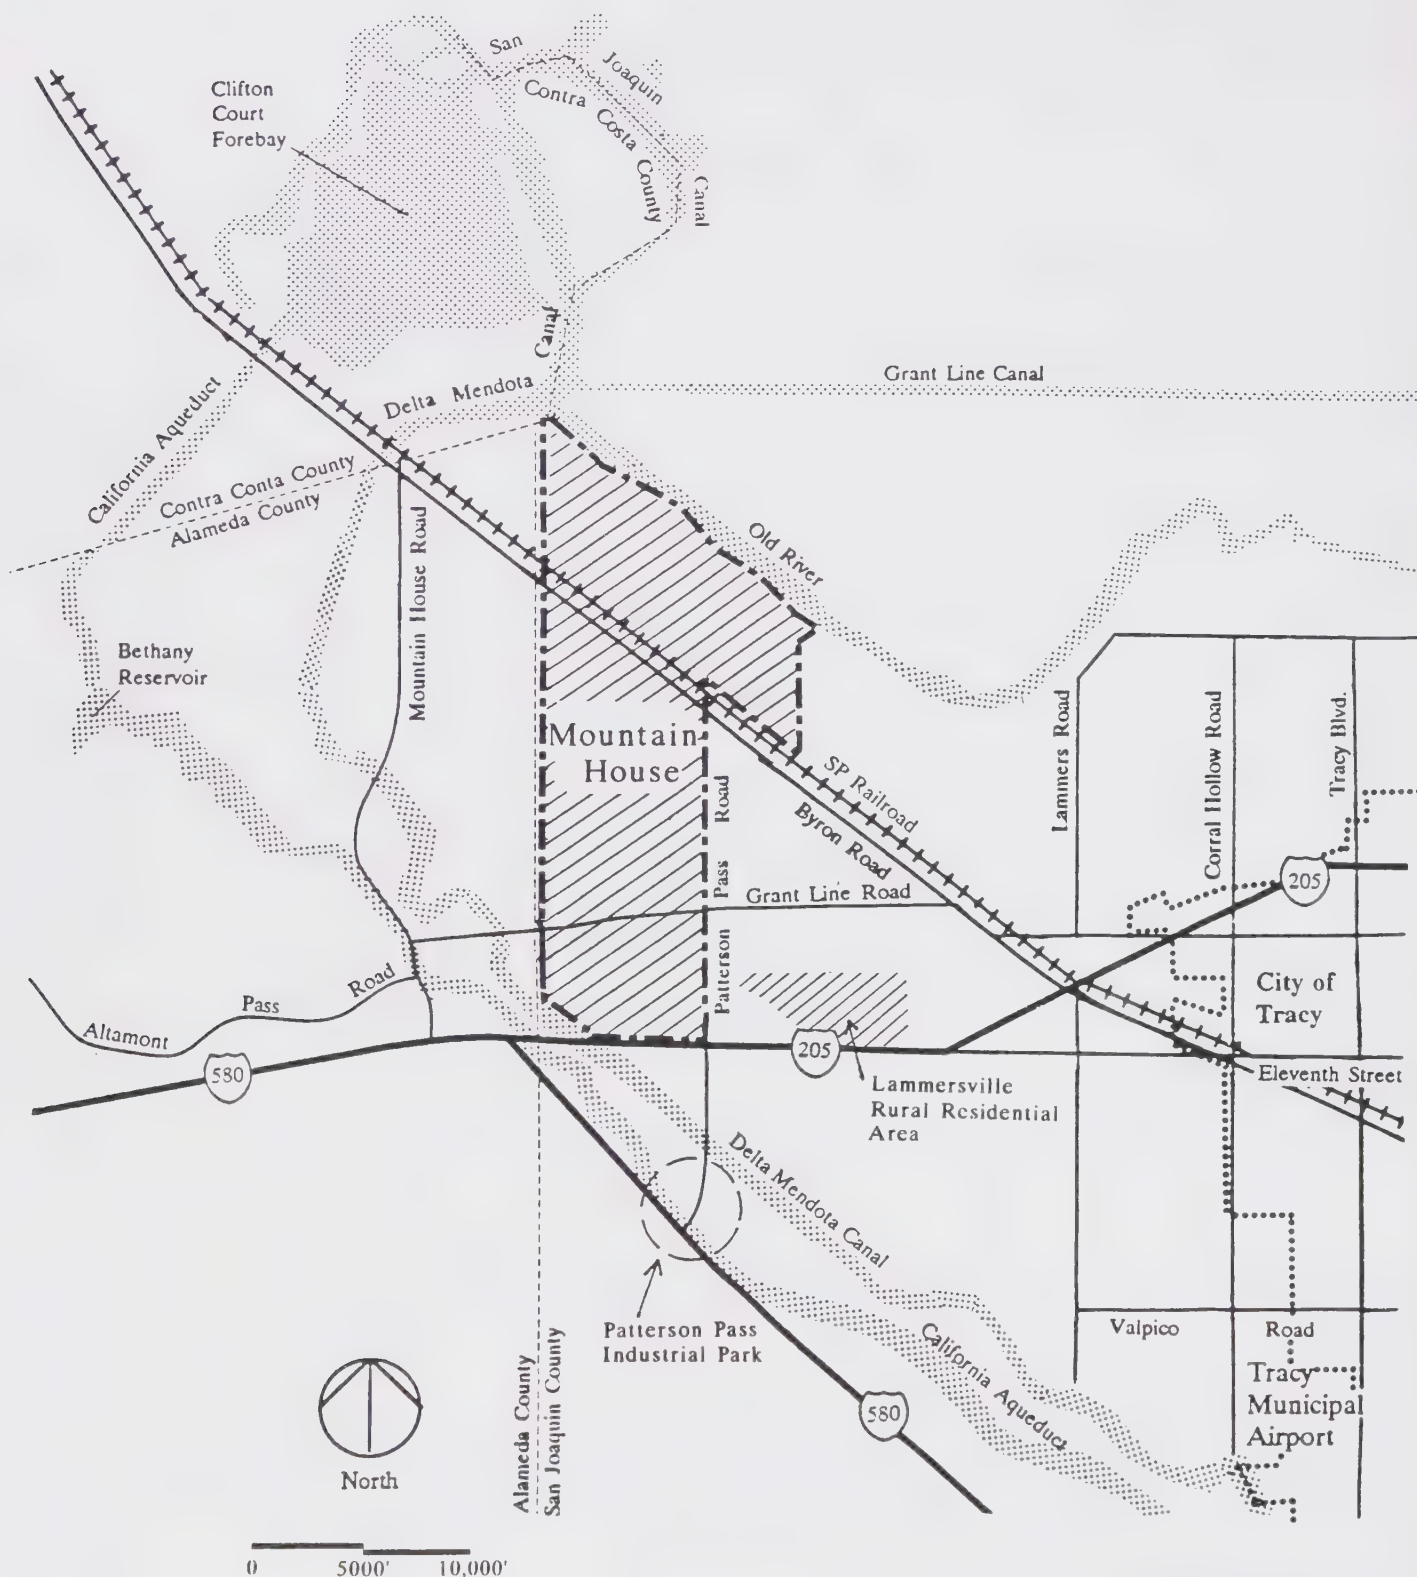 San
Joaquin
Canal
Contra Costa County
Clifton
Court
Forebay
Canal
Delta Mendota
Grant Line Canal
California Aqueduct
Contra Conta County
Alameda County
Mountain House Road
Old River
Bethany
Reservoir
Mountain
House
Lammers Road
Corral Hollow Road
Tracy Blvd.
SP Railroad
Byron Road
Patterson Pass Road
Grant Line Road
205
City of
Tracy
Altamont Pass Road
580
205
Eleventh Street
Lammersville
Rural Residential
Area
Delta Mendota Canal
Patterson Pass
Industrial Park
California Aqueduct
Valpico Road
Tracy
Municipal
Airport
580
Alameda County
San Joaquin County
North
0 5000' 10,000'